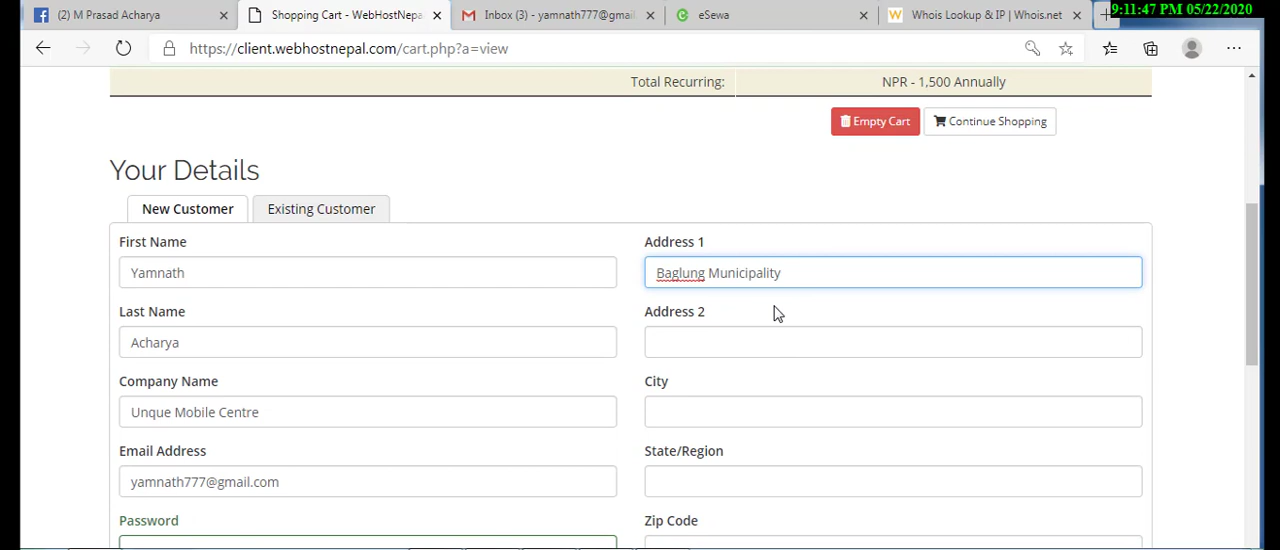 9:11:47 PM 05/22/2020
(2) M Prasad Acharya
Shopping Cart - WebHostNepa
Inbox (3) - yamnath777@gmail
eSewa
Whois Lookup & IP | Whois.net
https://client.webhostnepal.com/cart.php?a=view
Total Recurring:
NPR - 1,500 Annually
Empty Cart
Continue Shopping
Your Details
New Customer
Existing Customer
First Name
Address 1
Yamnath
Baglung Municipality
Last Name
Address 2
Acharya
Company Name
City
Unque Mobile Centre
Email Address
State/Region
yamnath777@gmail.com
Password
Zip Code